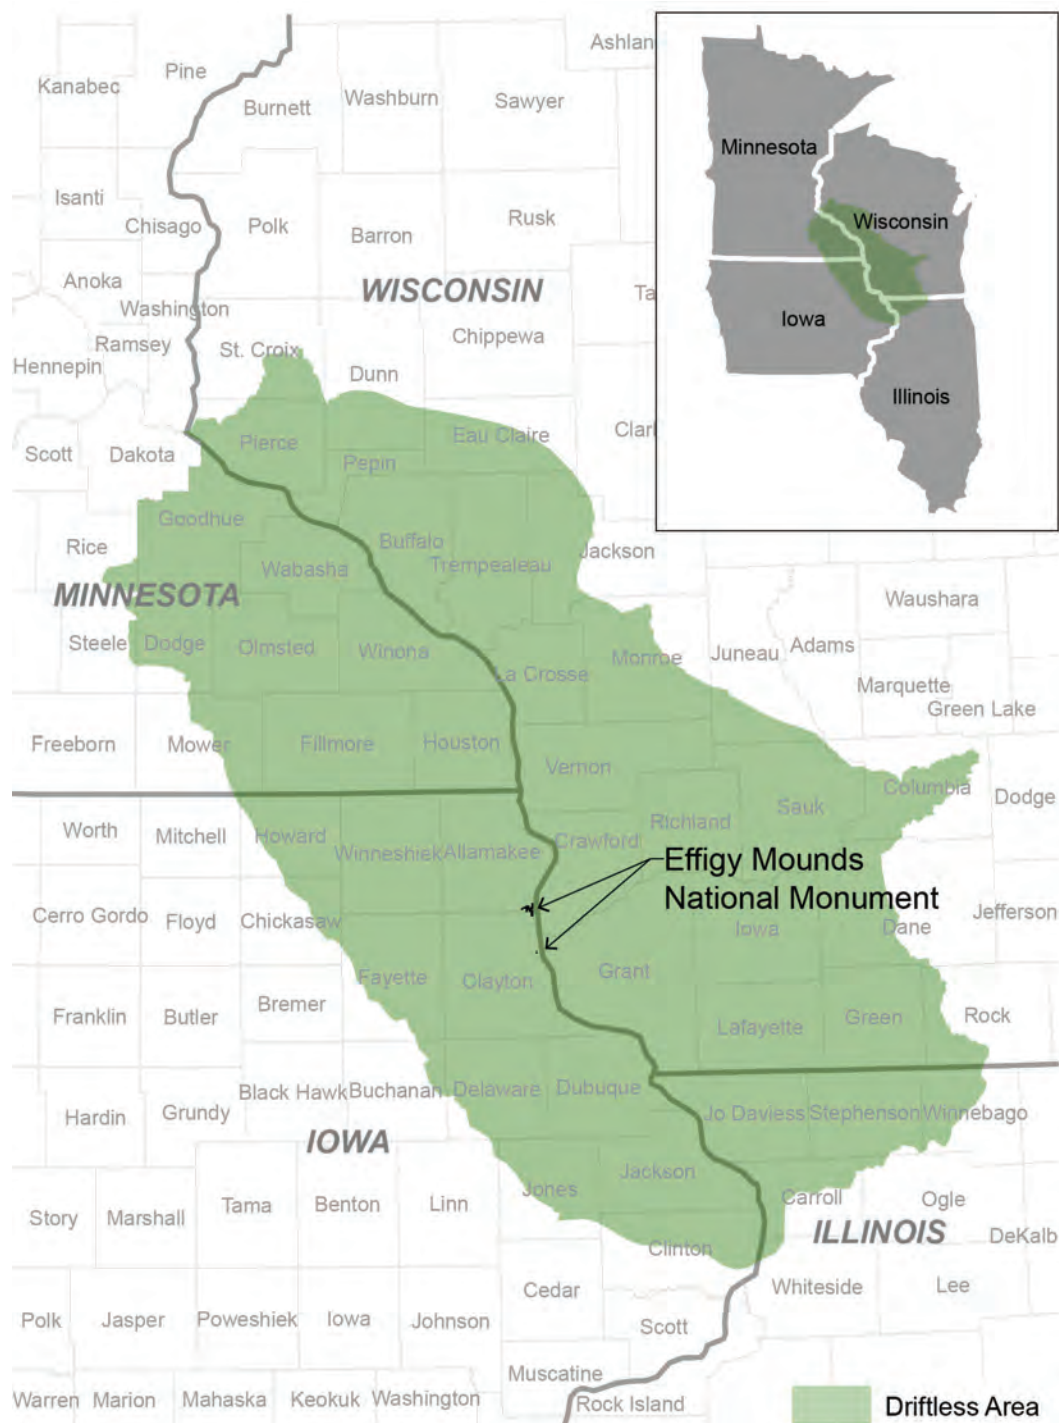 Ashlan
Pine
Kanabec
Burnett
Washburn
Sawyer
Minnesota
Isanti
Chisago
Polk
Barron
Rusk
Wisconsin
Anoka
WISCONSIN
Ta
Washington
Iowa
Ramsey
St. Croix
Chippewa
Hennepin
Dunn
Illinois
Scott
Dakota
Pierce
Pepin
Eau Claire
Clarl
Goodhue
Rice
Wabasha
Buffalo
Trempealeau
Jackson
MINNESOTA
Waushara
Steele
Dodge
Olmsted
Winona
La Crosse
Monroe
Juneau
Adams
Marquette
Green Lake
Freeborn
Mower
Fillmore
Houston
Vernon
Sauk
Columbia
Dodge
Worth
Mitchell
Howard
Winneshiek
Allamakee
Crawford
Richland
Effigy Mounds
National Monument
Cerro Gordo
Floyd
Chickasaw
Iowa
Dane
Jefferson
Fayette
Clayton
Grant
Franklin
Butler
Bremer
Lafayette
Green
Rock
Black Hawk
Buchanan
Delaware
Dubuque
Hardin
Grundy
Jo Daviess
Stephenson
Winnebago
IOWA
Jones
Jackson
Carroll
Ogle
Story
Marshall
Tama
Benton
Linn
ILLINOIS
DeKalb
Clinton
Cedar
Whiteside
Lee
Polk
Jasper
Poweshiek
Iowa
Johnson
Scott
Muscatine
Warren
Marion
Mahaska
Keokuk
Washington
Rock Island
Driftless Area